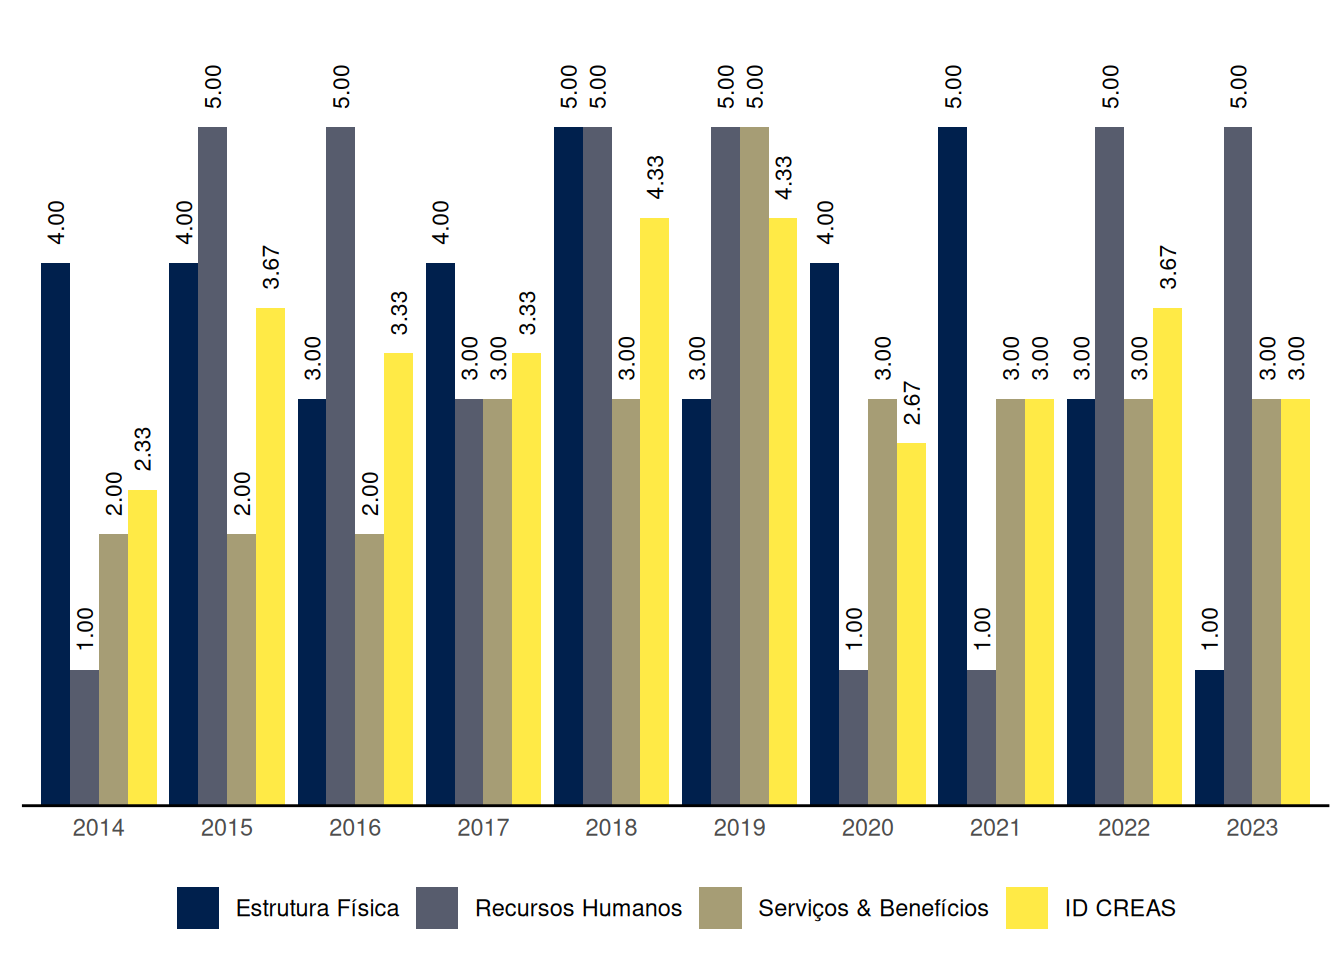 4.00 1.00 2.00 2.33
4.00 5.00 2.00 3.67
3.00 5.00 2.00 3.33
4.00 3.00 3.00 3.33
5.00 5.00 3.00 4.33
3.00 5.00 5.00 4.33
4.00 1.00 3.00 2.67
5.00 1.00 3.00 3.00
3.00 5.00 3.00 3.67
1.00 5.00 3.00 3.00
2014 2015 2016 2017 2018 2019 2020 2021 2022 2023
Estrutura Física Recursos Humanos Serviços & Benefícios ID CREAS